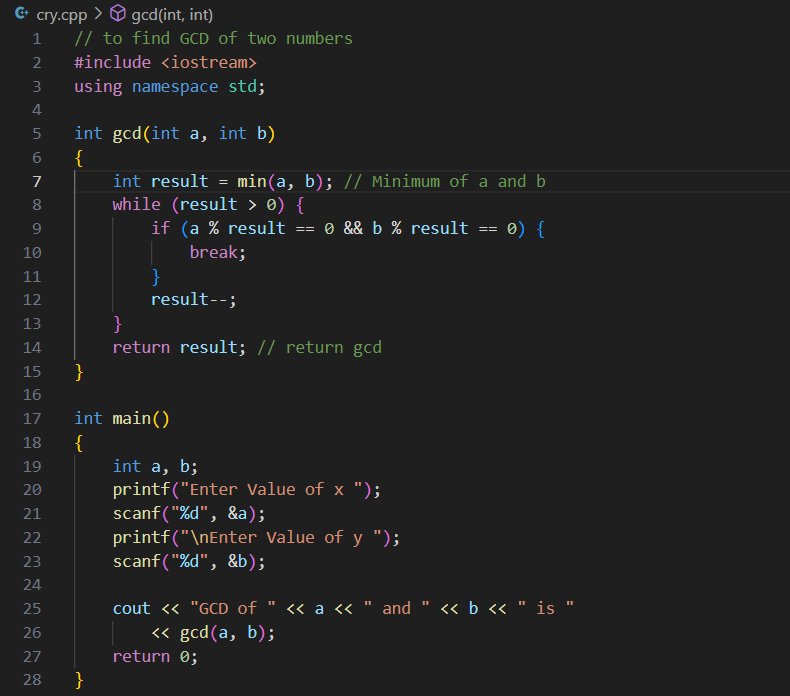 cry.cpp > gcd(int, int)
1 // to find GCD of two numbers
2 #include <iostream>
3 using namespace std;
4
5 int gcd(int a, int b)
6 {
7     int result = min(a, b); // Minimum of a and b
8     while (result > 0) {
9         if (a % result == 0 && b % result == 0) {
10             break;
11         }
12         result--;
13     }
14     return result; // return gcd
15 }
16
17 int main()
18 {
19     int a, b;
20     printf("Enter Value of x ");
21     scanf("%d", &a);
22     printf("\nEnter Value of y ");
23     scanf("%d", &b);
24
25     cout << "GCD of " << a << " and " << b << " is "
26         << gcd(a, b);
27     return 0;
28 }